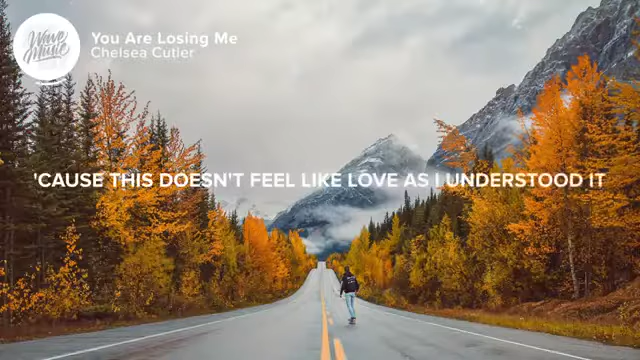 Wave
Music
You Are Losing Me
Chelsea Cutler
'CAUSE THIS DOESN'T FEEL LIKE LOVE AS I UNDERSTOOD IT